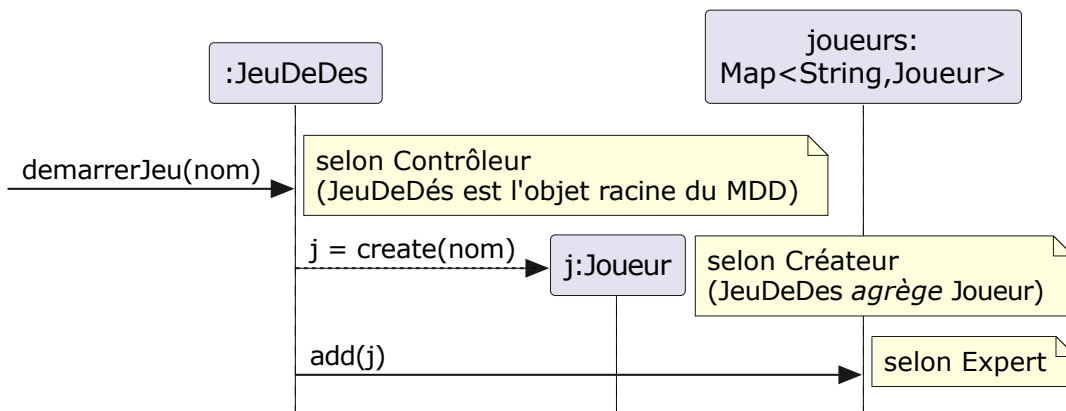 :JeuDeDes
joueurs:
Map<String,Joueur>
demarrerJeu(nom)
selon Contrôleur
(JeuDeDés est l'objet racine du MDD)
j = create(nom)
j:Joueur
selon Créateur
(JeuDeDes agrège Joueur)
add(j)
selon Expert